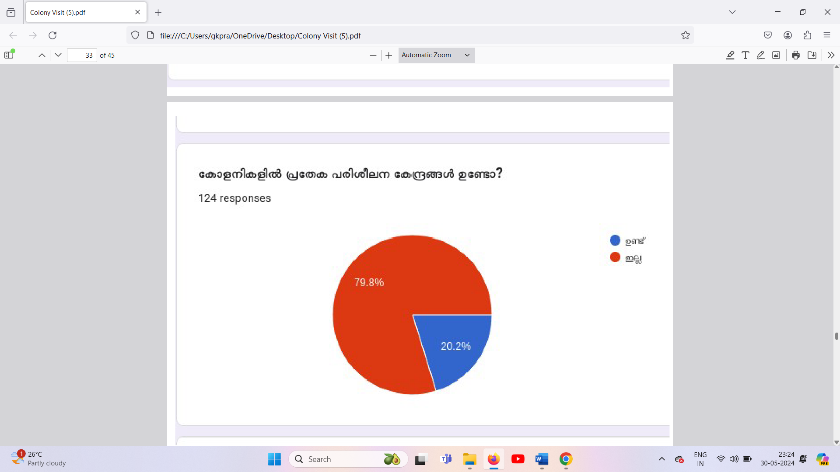 Colony Visit (5).pdf
file:///C:/Users/gkpra/OneDrive/Desktop/Colony Visit (5).pdf
33 of 45
Automatic Zoom
കോളനികളിൽ പ്രതേക പരിശീലന കേന്ദ്രങ്ങൾ ഉണ്ടോ?
124 responses
ഉണ്ട്
ഇല്ല
79.8%
20.2%
1
26°C
Partly cloudy
Search
ENG
IN
23:24
30-05-2024